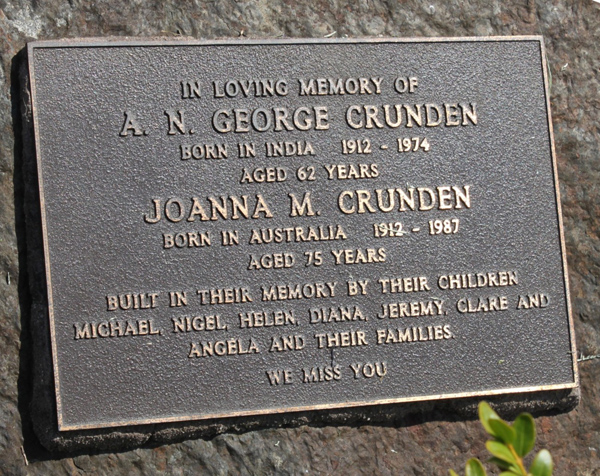 IN LOVING MEMORY OF
A. N. GEORGE CRUNDEN
BORN IN INDIA 1912 - 1974
AGED 62 YEARS
JOANNA M. CRUNDEN
BORN IN AUSTRALIA 1912 - 1987
AGED 75 YEARS
BUILT IN THEIR MEMORY BY THEIR CHILDREN
MICHAEL, NIGEL, HELEN, DIANA, JEREMY, CLARE AND
ANGELA AND THEIR FAMILIES.
WE MISS YOU